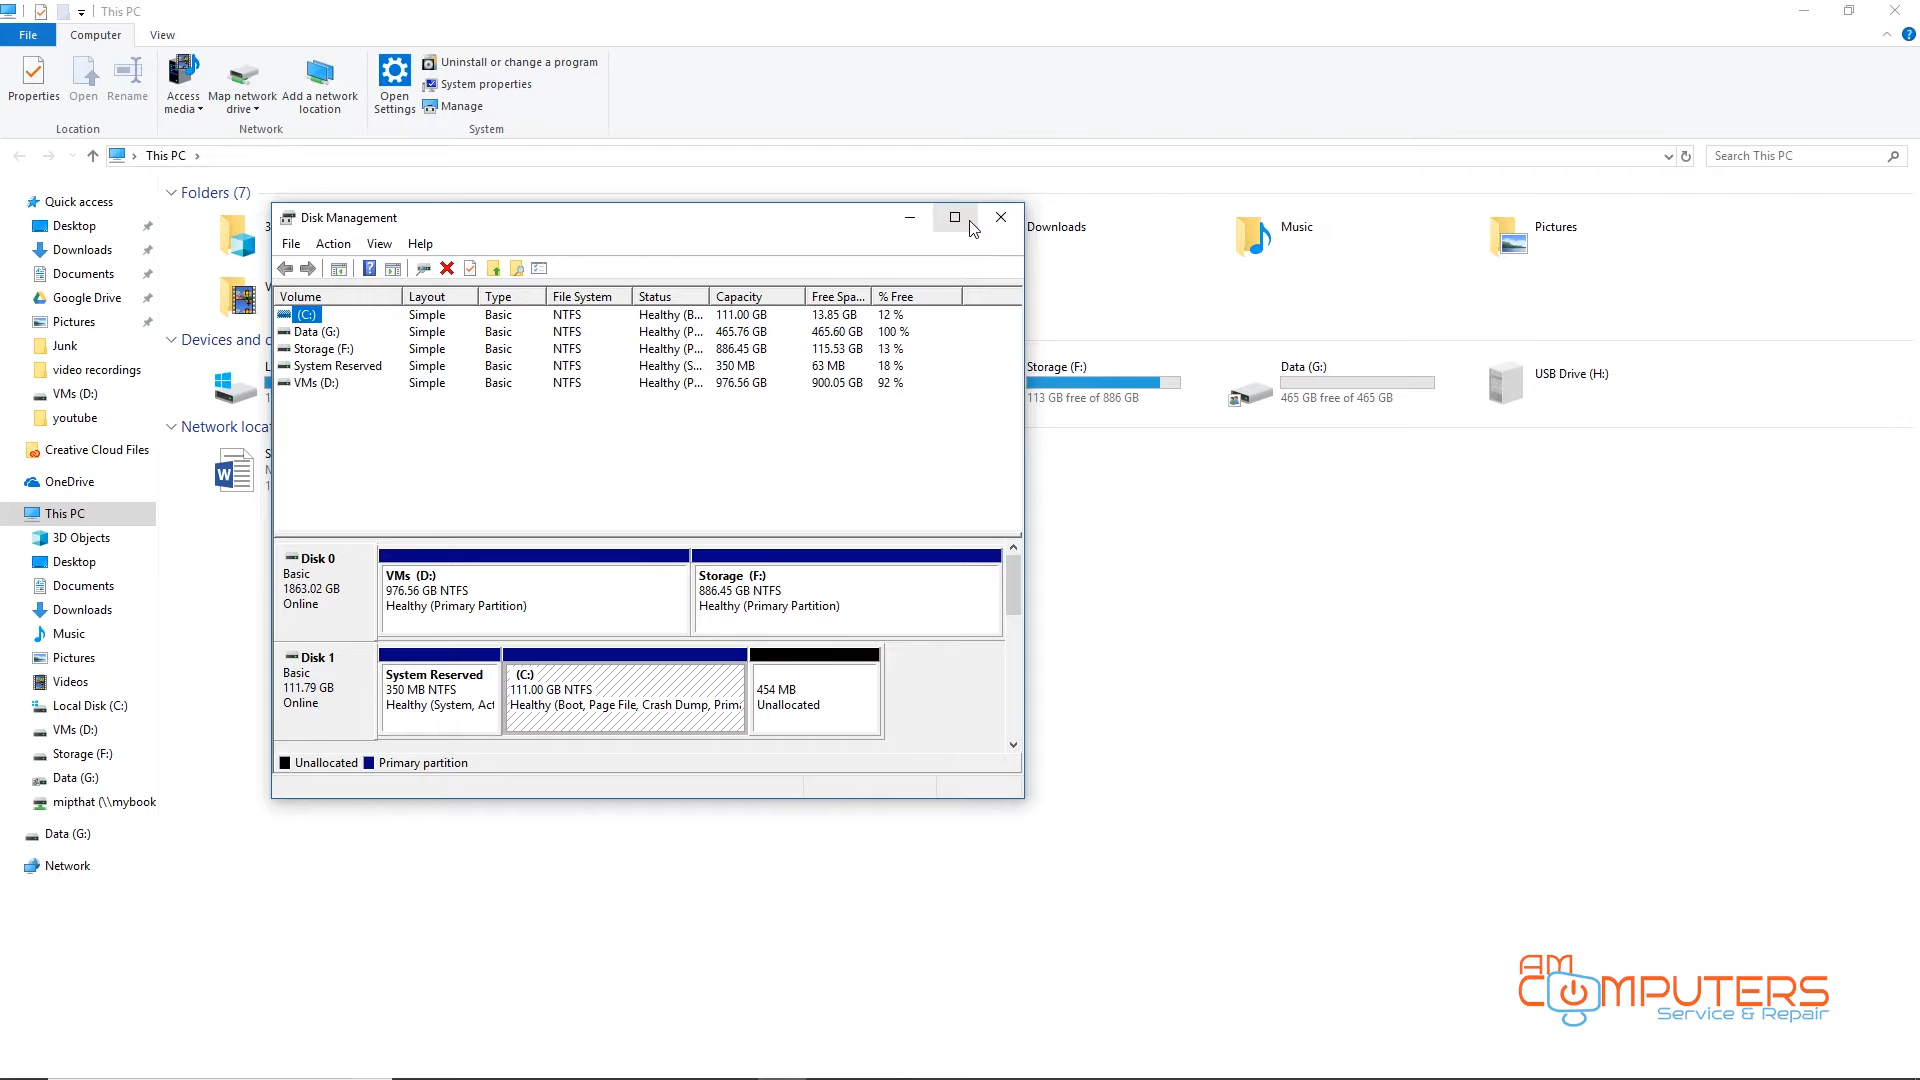 This PC
File
Computer
View
Properties
Open
Rename
Access
media
Map network
drive
Add a network
location
Open
Settings
Uninstall or change a program
System properties
Manage
Location
Network
System
This PC
Search This PC
Quick access
Desktop
Downloads
Documents
Google Drive
Pictures
Junk
video recordings
VMs (D:)
youtube
Creative Cloud Files
OneDrive
This PC
3D Objects
Desktop
Documents
Downloads
Music
Pictures
Videos
Local Disk (C:)
VMs (D:)
Storage (F:)
Data (G:)
mipthat (\\mybook
Data (G:)
Network
Folders (7)
Downloads
Music
Pictures
Devices and
Storage (F:)
113 GB free of 886 GB
Data (G:)
465 GB free of 465 GB
USB Drive (H:)
Network loca
Disk Management
File Action View Help
Volume Layout Type File System Status Capacity Free Spa... % Free
(C:) Simple Basic NTFS Healthy (B... 111.00 GB 13.85 GB 12 %
Data (G:) Simple Basic NTFS Healthy (P... 465.76 GB 465.60 GB 100 %
Storage (F:) Simple Basic NTFS Healthy (P... 886.45 GB 115.53 GB 13 %
System Reserved Simple Basic NTFS Healthy (S... 350 MB 63 MB 18 %
VMs (D:) Simple Basic NTFS Healthy (P... 976.56 GB 900.05 GB 92 %
Disk 0
Basic
1863.02 GB
Online
VMs (D:)
976.56 GB NTFS
Healthy (Primary Partition)
Storage (F:)
886.45 GB NTFS
Healthy (Primary Partition)
Disk 1
Basic
111.79 GB
Online
System Reserved
350 MB NTFS
Healthy (System, Act
(C:)
111.00 GB NTFS
Healthy (Boot, Page File, Crash Dump, Prima
454 MB
Unallocated
Unallocated
Primary partition
AM
COMPUTERS
Service & Repair